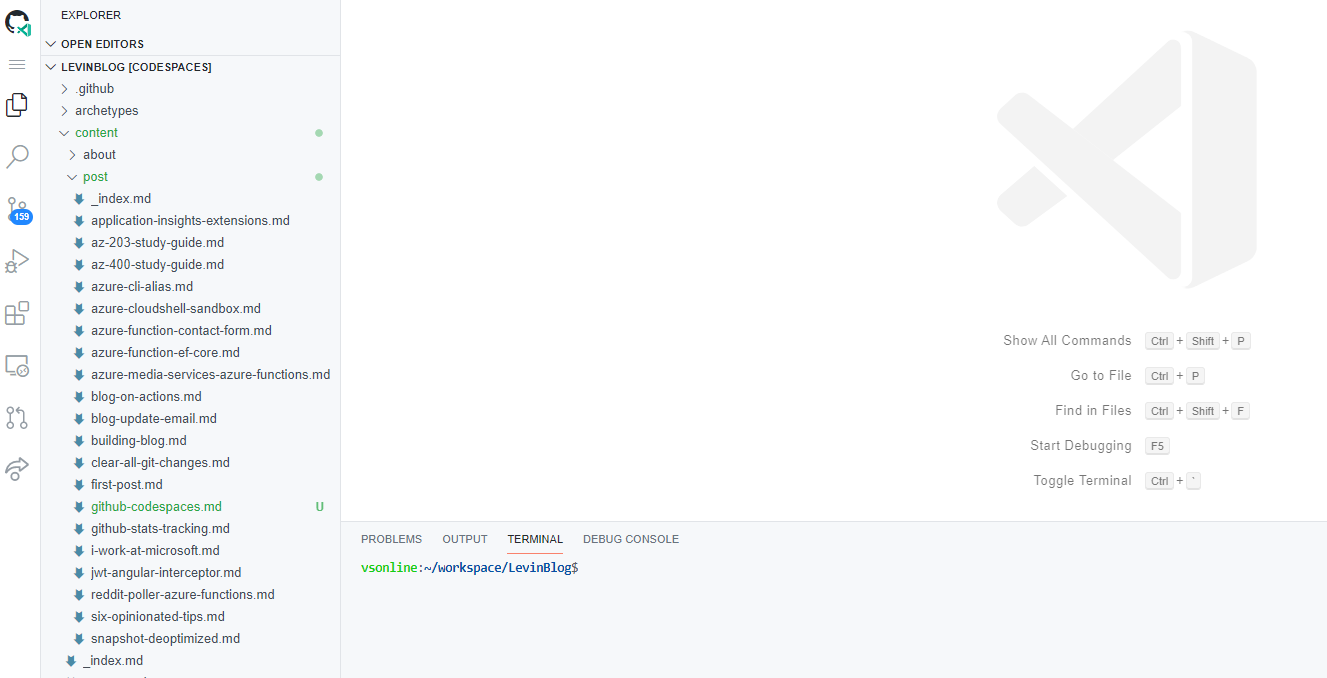 EXPLORER
OPEN EDITORS
LEVINBLOG [CODESPACES]
.github
archetypes
content
about
post
_index.md
application-insights-extensions.md
az-203-study-guide.md
az-400-study-guide.md
azure-cli-alias.md
azure-cloudshell-sandbox.md
azure-function-contact-form.md
azure-function-ef-core.md
azure-media-services-azure-functions.md
blog-on-actions.md
blog-update-email.md
building-blog.md
clear-all-git-changes.md
first-post.md
github-codespaces.md U
github-stats-tracking.md
i-work-at-microsoft.md
jwt-angular-interceptor.md
reddit-poller-azure-functions.md
six-opinionated-tips.md
snapshot-deoptimized.md
_index.md
159
Show All Commands Ctrl + Shift + P
Go to File Ctrl + P
Find in Files Ctrl + Shift + F
Start Debugging F5
Toggle Terminal Ctrl + `
PROBLEMS OUTPUT TERMINAL DEBUG CONSOLE
vsonline:~/workspace/LevinBlog$